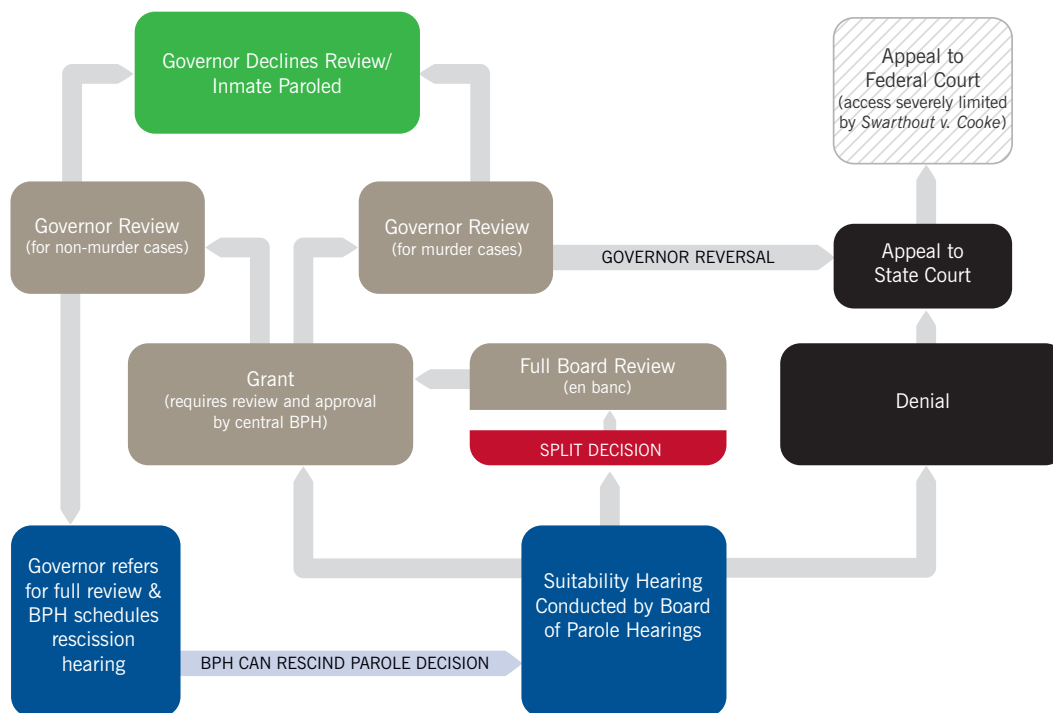 Governor Declines Review/
Inmate Paroled
Appeal to
Federal Court
(access severely limited
by Swarthout v. Cooke)
Governor Review
(for non-murder cases)
Governor Review
(for murder cases)
GOVERNOR REVERSAL
Appeal to
State Court
Grant
(requires review and approval
by central BPH)
Full Board Review
(en banc)
SPLIT DECISION
Denial
Governor refers
for full review &
BPH schedules
rescission
hearing
BPH CAN RESCIND PAROLE DECISION
Suitability Hearing
Conducted by Board
of Parole Hearings